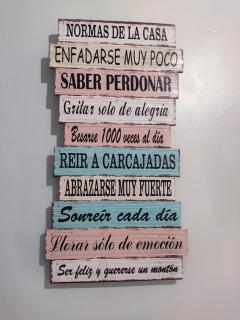 NORMAS DE LA CASA
ENFADARSE MUY POCO
SABER PERDONAR
Gritar solo de alegría
Besarse 1000 veces al día
REIR A CARCAJADAS
ABRAZARSE MUY FUERTE
Sonreír cada día
Llorar sólo de emoción
Ser feliz y quererse un montón